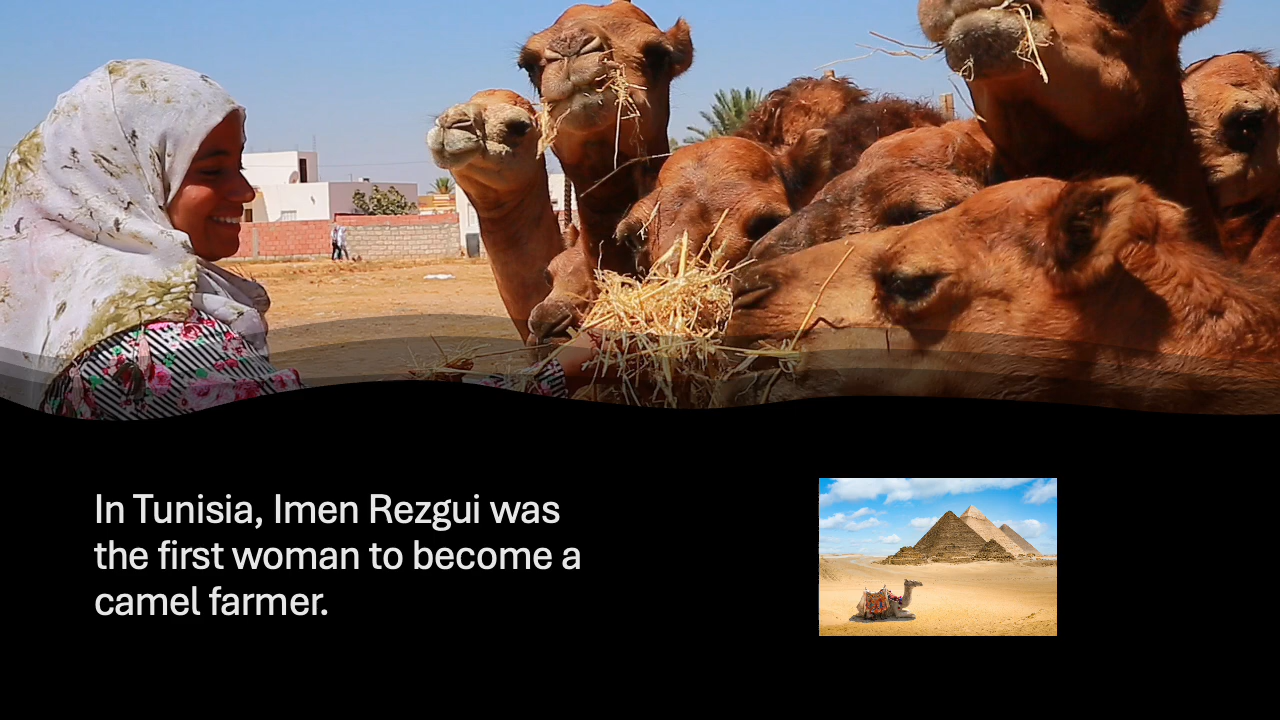 In Tunisia, Imen Rezgui was
the first woman to become a
camel farmer.